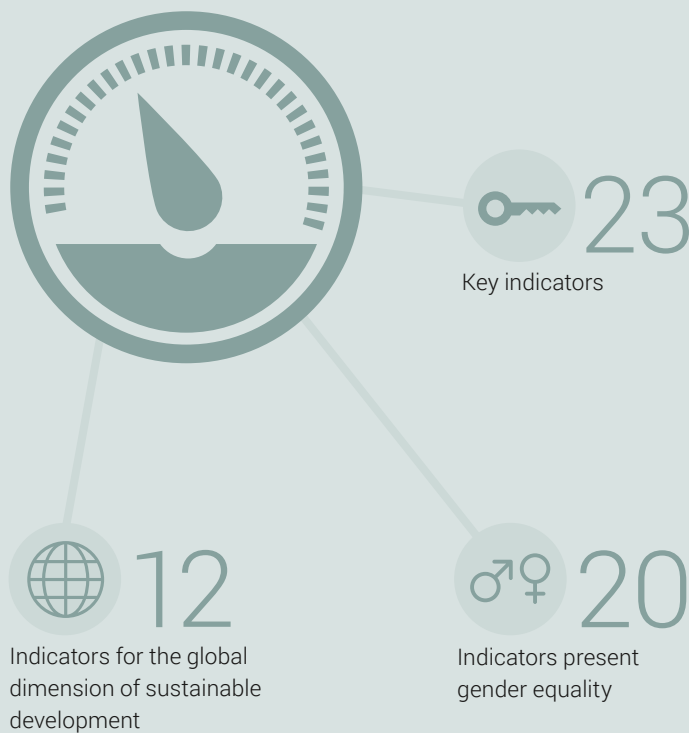 23
Key indicators
12
Indicators for the global
dimension of sustainable
development
20
Indicators present
gender equality